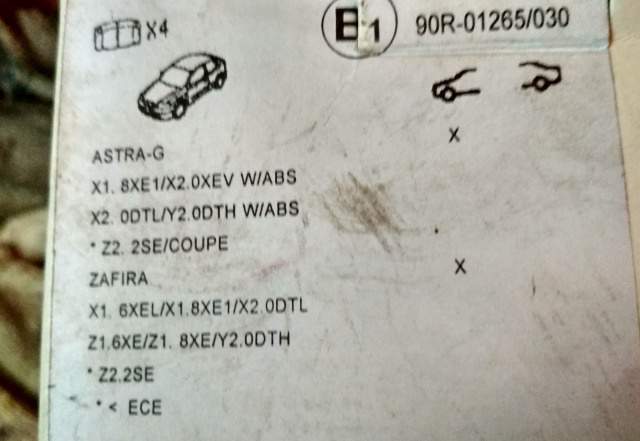 X4
E1 90R-01265/030
ASTRA-G X
X1. 8XE1/X2.0XEV W/ABS
X2. 0DTL/Y2.0DTH W/ABS
* Z2. 2SE/COUPE
ZAFIRA X
X1. 6XEL/X1.8XE1/X2.0DTL
Z1.6XE/Z1. 8XE/Y2.0DTH
* Z2.2SE
* < ECE